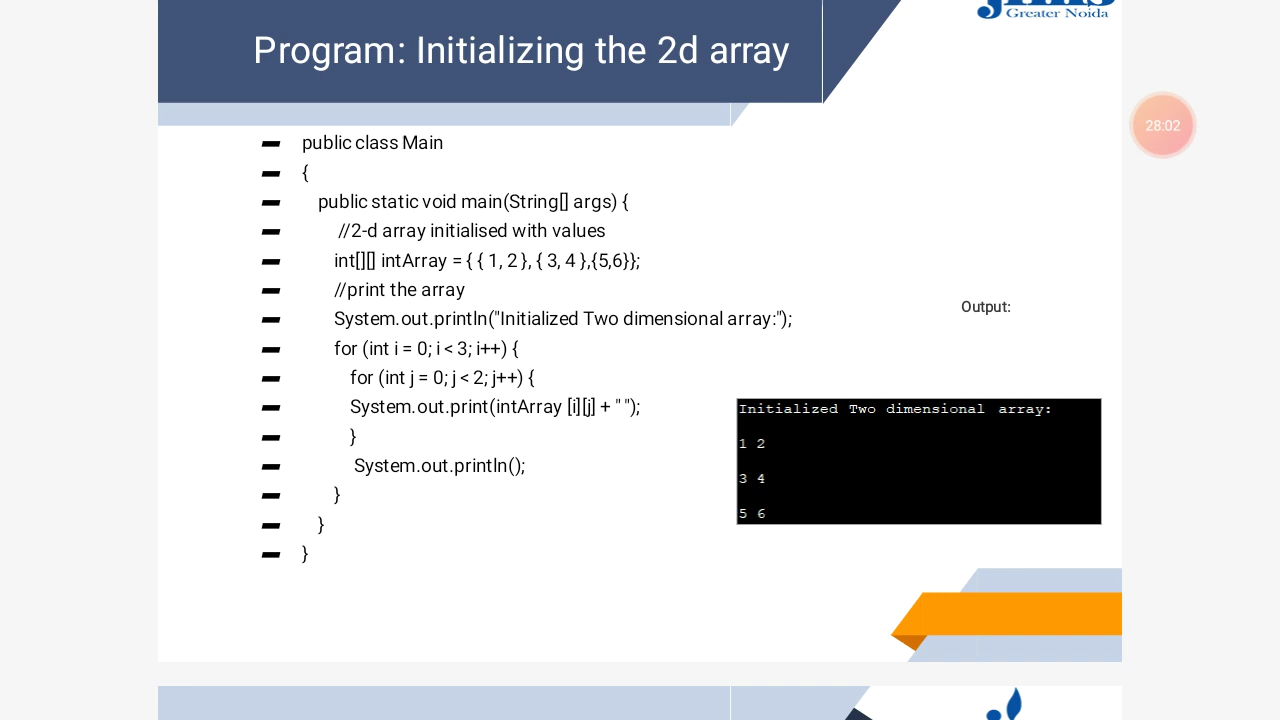 Greater Noida
Program: Initializing the 2d array
28:02
public class Main
{
public static void main(String[] args) {
//2-d array initialised with values
int[][] intArray = { { 1, 2 }, { 3, 4 },{5,6}};
//print the array
System.out.println("Initialized Two dimensional array:");
for (int i = 0; i < 3; i++) {
for (int j = 0; j < 2; j++) {
System.out.print(intArray [i][j] + " ");
}
System.out.println();
}
}
}
Output:
Initialized Two dimensional array:
1 2
3 4
5 6